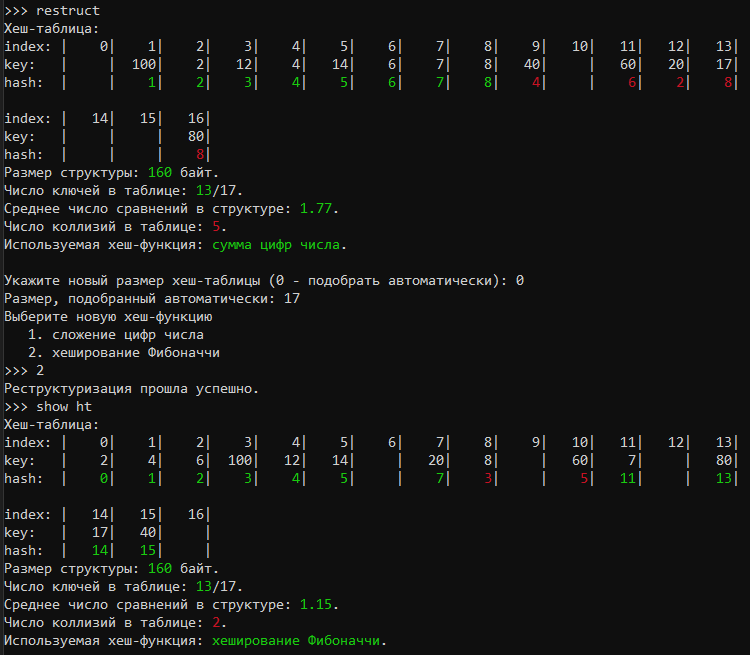 >>> restruct
Хеш-таблица:
index: |    0|    1|    2|    3|    4|    5|    6|    7|    8|    9|   10|   11|   12|   13|
key:   |     |  100|    2|   12|    4|   14|    6|    7|    8|   40|     |   60|   20|   17|
hash:  |     |    1|    2|    3|    4|    5|    6|    7|    8|    4|     |    6|    2|    8|
index: |   14|   15|   16|
key:   |     |     |   80|
hash:  |     |     |    8|
Размер структуры: 160 байт.
Число ключей в таблице: 13/17.
Среднее число сравнений в структуре: 1.77.
Число коллизий в таблице: 5.
Используемая хеш-функция: сумма цифр числа.
Укажите новый размер хеш-таблицы (0 - подобрать автоматически): 0
Размер, подобранный автоматически: 17
Выберите новую хеш-функцию
   1. сложение цифр числа
   2. хеширование Фибоначчи
>>> 2
Реструктуризация прошла успешно.
>>> show ht
Хеш-таблица:
index: |    0|    1|    2|    3|    4|    5|    6|    7|    8|    9|   10|   11|   12|   13|
key:   |    2|    4|    6|  100|   12|   14|     |   20|    8|     |   60|    7|     |   80|
hash:  |    0|    1|    2|    3|    4|    5|     |    7|    3|     |    5|   11|     |   13|
index: |   14|   15|   16|
key:   |   17|   40|     |
hash:  |   14|   15|     |
Размер структуры: 160 байт.
Число ключей в таблице: 13/17.
Среднее число сравнений в структуре: 1.15.
Число коллизий в таблице: 2.
Используемая хеш-функция: хеширование Фибоначчи.